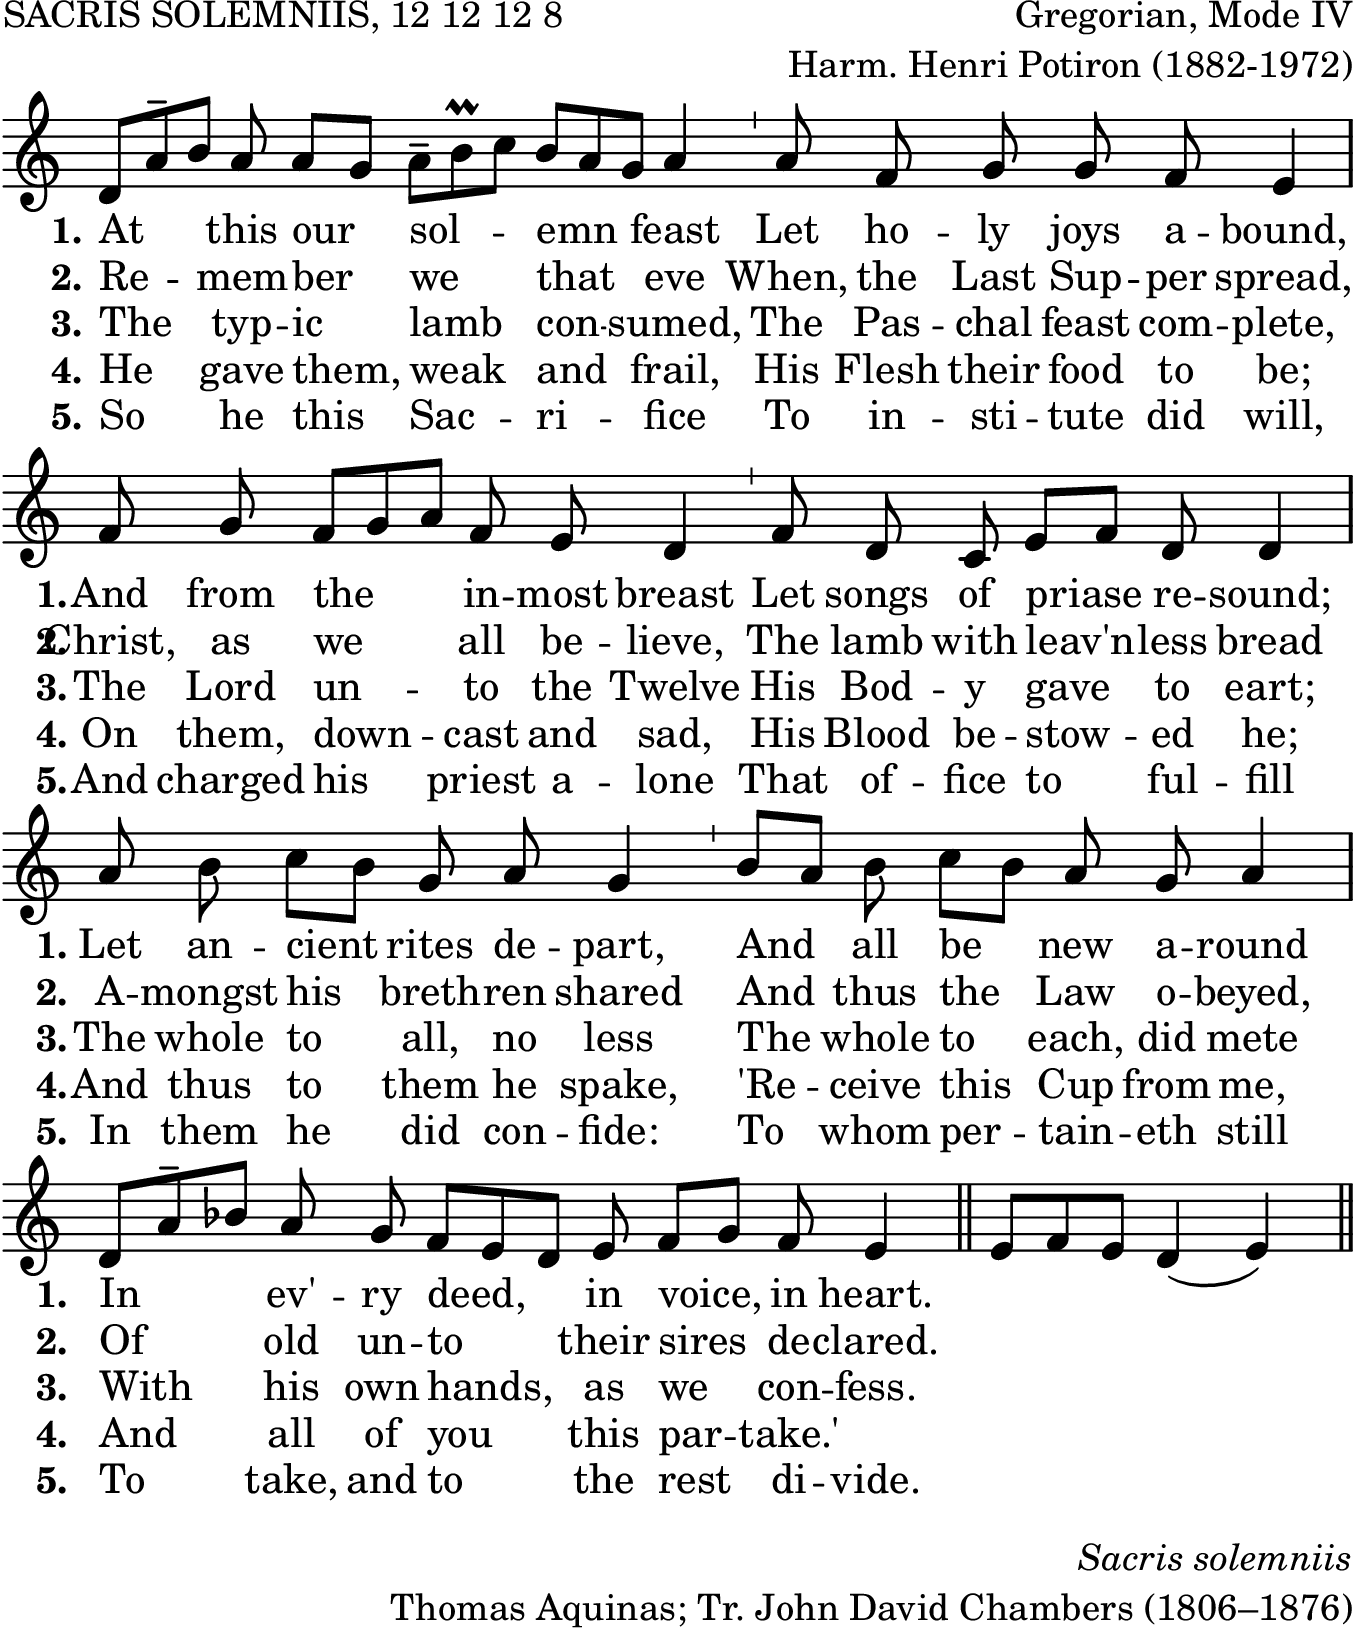 SACRIS SOLEMNIIS, 12 12 12 8 Gregorian, Mode IV
Harm. Henri Potiron (1882-1972)
1. At this our sol -- emn feast Let ho -- ly joys a -- bound,
2. Re -- mem -- ber we that eve When, the Last Sup -- per spread,
3. The typ -- ic lamb con -- sumed, The Pas -- chal feast com -- plete,
4. He gave them, weak and frail, His Flesh their food to be;
5. So he this Sac -- ri -- fice To in -- sti -- tute did will,
1. And from the in -- most breast Let songs of priase re -- sound;
2. Christ, as we all be -- lieve, The lamb with leav'n -- less bread
3. The Lord un -- to the Twelve His Bod -- y gave to eart;
4. On them, down -- cast and sad, His Blood be -- stow -- ed he;
5. And charged his priest a -- lone That of -- fice to ful -- fill
1. Let an -- cient rites de -- part, And all be new a -- round
2. A -- mongst his breth -- ren shared And thus the Law o -- beyed,
3. The whole to all, no less The whole to each, did mete
4. And thus to them he spake, 'Re -- ceive this Cup from me,
5. In them he did con -- fide: To whom per -- tain -- eth still
1. In ev' -- ry deed, in voice, in heart.
2. Of old un -- to their sires declared.
3. With his own hands, as we con -- fess.
4. And all of you this par -- take.'
5. To take, and to the rest di -- vide.
Sacris solemniis
Thomas Aquinas; Tr. John David Chambers (1806–1876)